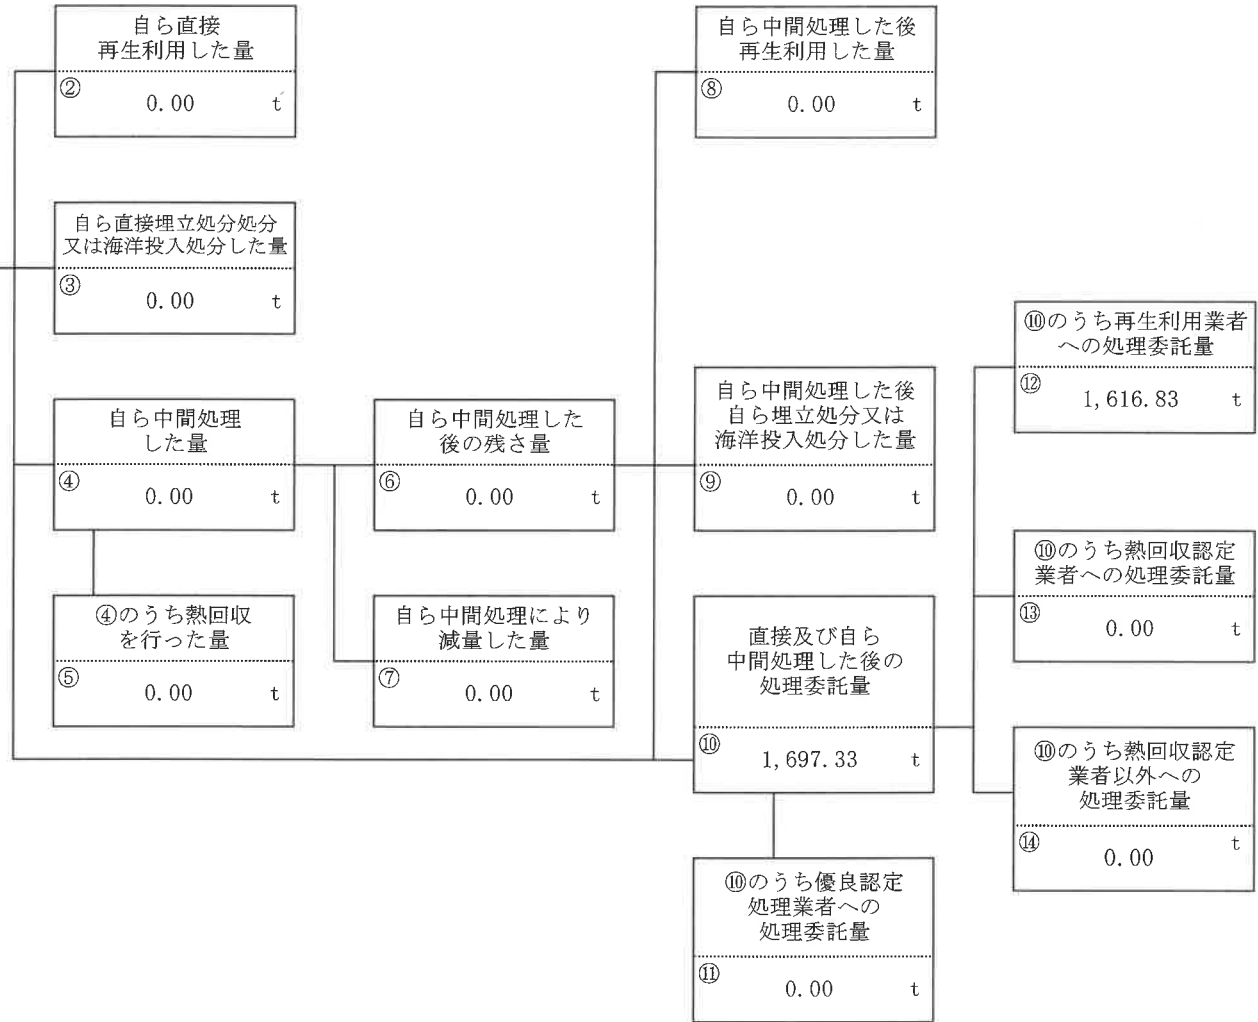 自ら直接
再生利用した量
② 0.00 t
自ら直接埋立処分処分
又は海洋投入処分した量
③ 0.00 t
自ら中間処理
した量
④ 0.00 t
④のうち熱回収
を行った量
⑤ 0.00 t
自ら中間処理した
後の残さ量
⑥ 0.00 t
自ら中間処理により
減量した量
⑦ 0.00 t
自ら中間処理した後
再生利用した量
⑧ 0.00 t
自ら中間処理した後
自ら埋立処分又は
海洋投入処分した量
⑨ 0.00 t
直接及び自ら
中間処理した後の
処理委託量
⑩ 1,697.33 t
⑩のうち優良認定
処理業者への
処理委託量
⑪ 0.00 t
⑩のうち再生利用業者
への処理委託量
⑫ 1,616.83 t
⑩のうち熱回収認定
業者への処理委託量
⑬ 0.00 t
⑩のうち熱回収認定
業者以外への
処理委託量
⑭ 0.00 t